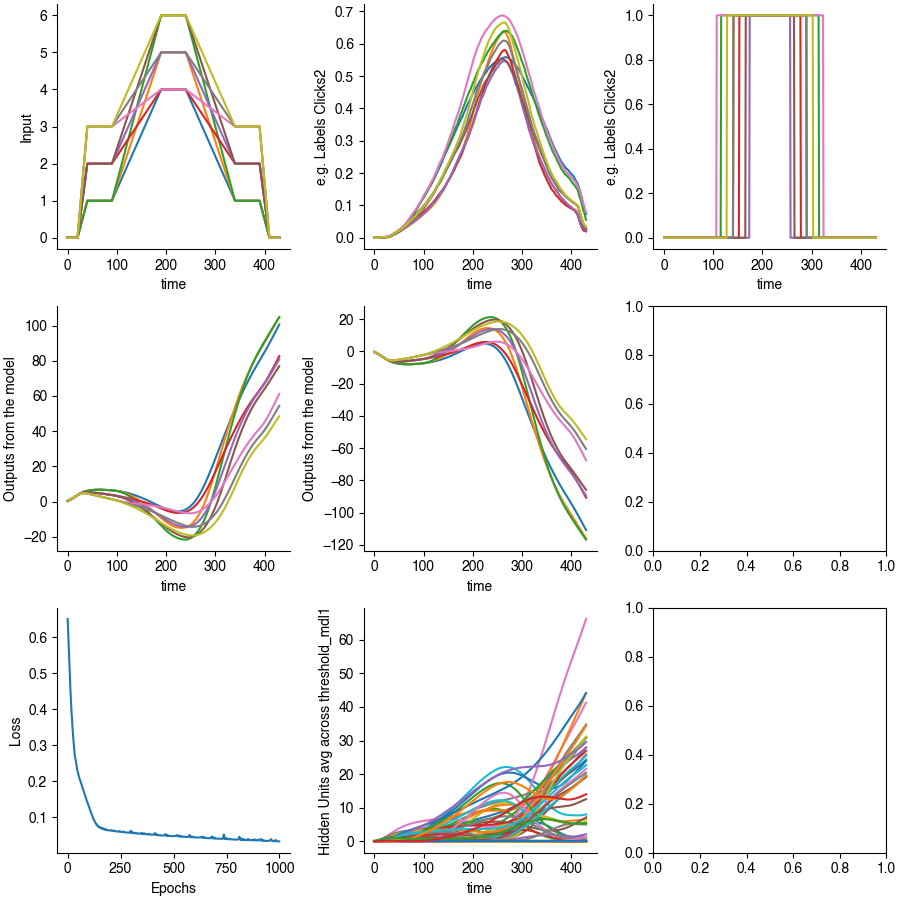 6
5
4
3
2
1
0
Input
0 100 200 300 400
time
0.7
0.6
0.5
0.4
0.3
0.2
0.1
0.0
e.g. Labels Clicks2
0 100 200 300 400
time
1.0
0.8
0.6
0.4
0.2
0.0
e.g. Labels Clicks2
0 100 200 300 400
time
100
80
60
40
20
0
−20
Outputs from the model
0 100 200 300 400
time
20
0
−20
−40
−60
−80
−100
−120
Outputs from the model
0 100 200 300 400
time
1.0
0.8
0.6
0.4
0.2
0.0
0.0 0.2 0.4 0.6 0.8 1.0
0.6
0.5
0.4
0.3
0.2
0.1
Loss
0 250 500 750 1000
Epochs
60
50
40
30
20
10
0
Hidden Units avg across threshold_mdl1
0 100 200 300 400
time
1.0
0.8
0.6
0.4
0.2
0.0
0.0 0.2 0.4 0.6 0.8 1.0